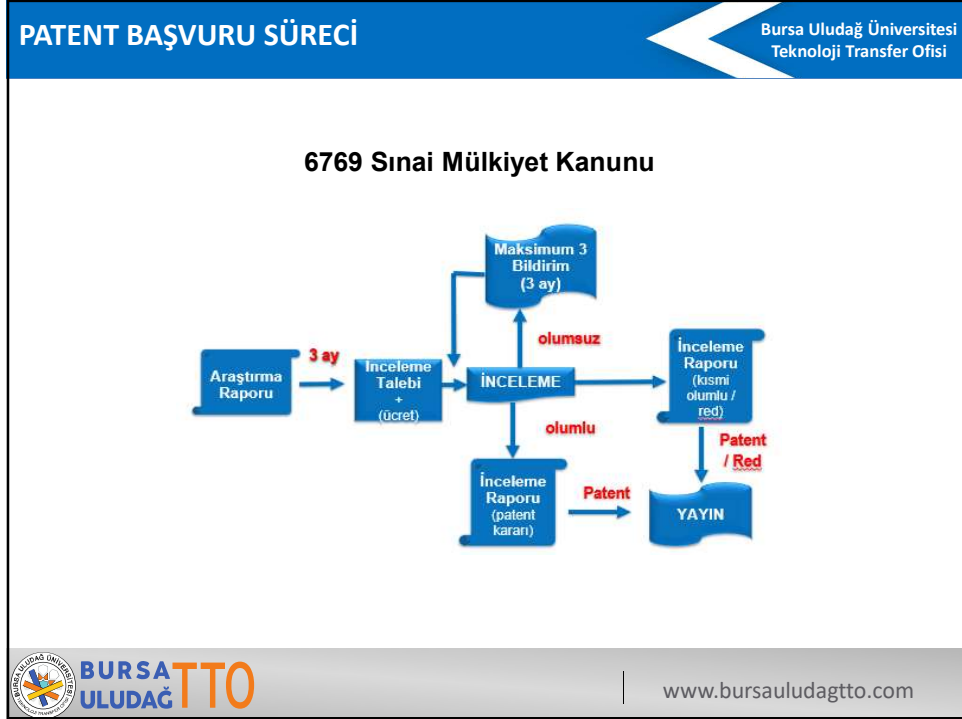 PATENT BAŞVURU SÜRECİ
Bursa Uludağ Üniversitesi
Teknoloji Transfer Ofisi
6769 Sınai Mülkiyet Kanunu
Maksimum 3
Bildirim
(3 ay)
olumsuz
Araştırma
Raporu
3 ay
İnceleme
Talebi
+
(ücret)
İNCELEME
İnceleme
Raporu
(kısmi
olumlu /
red)
olumlu
Patent
/ Red
İnceleme
Raporu
(patent
kararı)
Patent
YAYIN
BURSA
ULUDAĞ
TTO
www.bursauludagtto.com